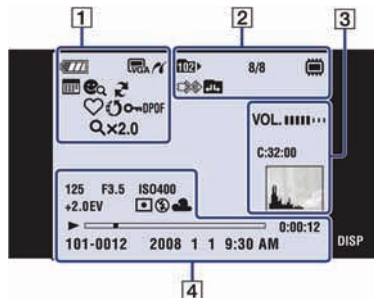 1
2
3
VGA
102
8/8
DPOF
×2.0
VOL.
C:32:00
125 F3.5 ISO400
+2.0EV
0:00:12
101-0012 2008 1 1 9:30 AM
DISP
4